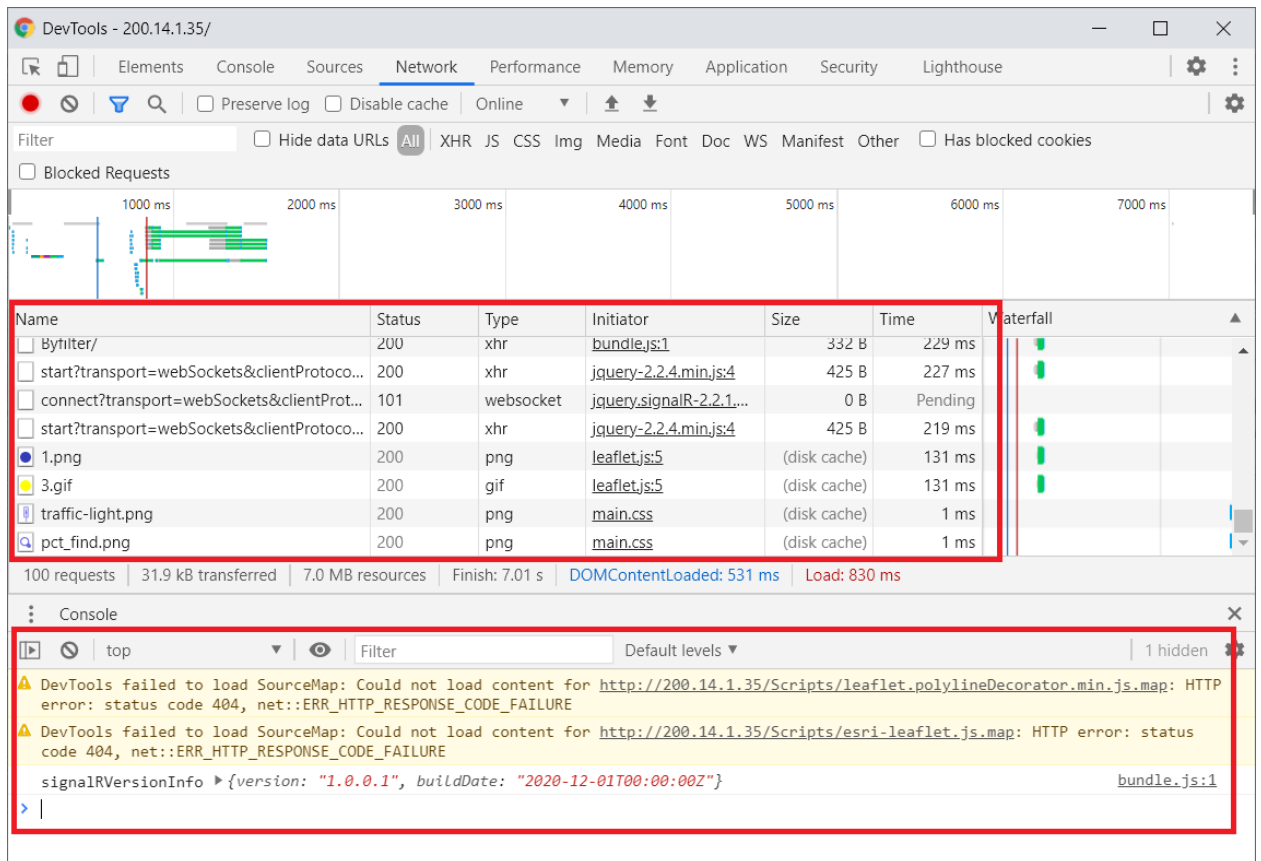 DevTools - 200.14.1.35/
Elements Console Sources Network Performance Memory Application Security Lighthouse
Preserve log Disable cache Online
Filter Hide data URLs All XHR JS CSS Img Media Font Doc WS Manifest Other Has blocked cookies
Blocked Requests
1000 ms 2000 ms 3000 ms 4000 ms 5000 ms 6000 ms 7000 ms
Name Status Type Initiator Size Time Waterfall
Byfilter/ 200 xhr bundle.js:1 332 B 229 ms
start?transport=webSockets&clientProtoco... 200 xhr jquery-2.2.4.min.js:4 425 B 227 ms
connect?transport=webSockets&clientProt... 101 websocket jquery.signalR-2.2.1.... 0 B Pending
start?transport=webSockets&clientProtoco... 200 xhr jquery-2.2.4.min.js:4 425 B 219 ms
1.png 200 png leaflet.js:5 (disk cache) 131 ms
3.gif 200 gif leaflet.js:5 (disk cache) 131 ms
traffic-light.png 200 png main.css (disk cache) 1 ms
pct_find.png 200 png main.css (disk cache) 1 ms
100 requests 31.9 kB transferred 7.0 MB resources Finish: 7.01 s DOMContentLoaded: 531 ms Load: 830 ms
Console
top Filter Default levels 1 hidden
DevTools failed to load SourceMap: Could not load content for http://200.14.1.35/Scripts/leaflet.polylineDecorator.min.js.map: HTTP
error: status code 404, net::ERR_HTTP_RESPONSE_CODE_FAILURE
DevTools failed to load SourceMap: Could not load content for http://200.14.1.35/Scripts/esri-leaflet.js.map: HTTP error: status
code 404, net::ERR_HTTP_RESPONSE_CODE_FAILURE
signalRVersionInfo {version: "1.0.0.1", buildDate: "2020-12-01T00:00:00Z"} bundle.js:1